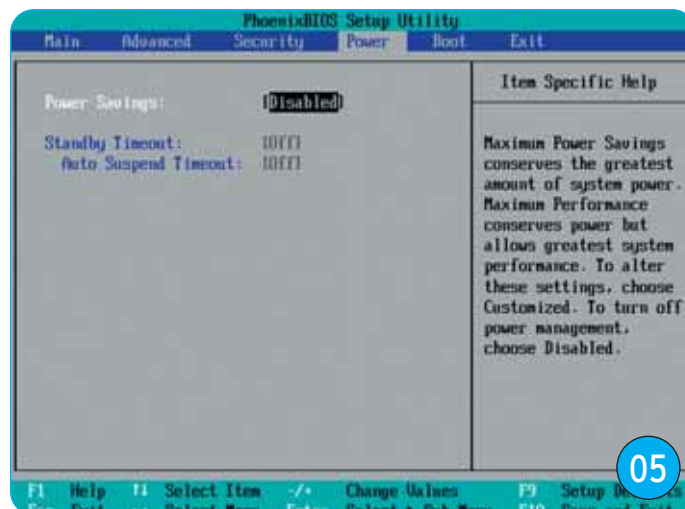 PhoenixBIOS Setup Utility
Main Advanced Security Power Boot Exit
Item Specific Help
Power Savings: [Disabled]
Standby Timeout: [Off]
Auto Suspend Timeout: [Off]
Maximum Power Savings
conserves the greatest
amount of system power.
Maximum Performance
conserves power but
allows greatest system
performance. To alter
these settings, choose
Customized. To turn off
power management,
choose Disabled.
05
F1 Help ↑↓ Select Item -/+ Change Values F9 Setup